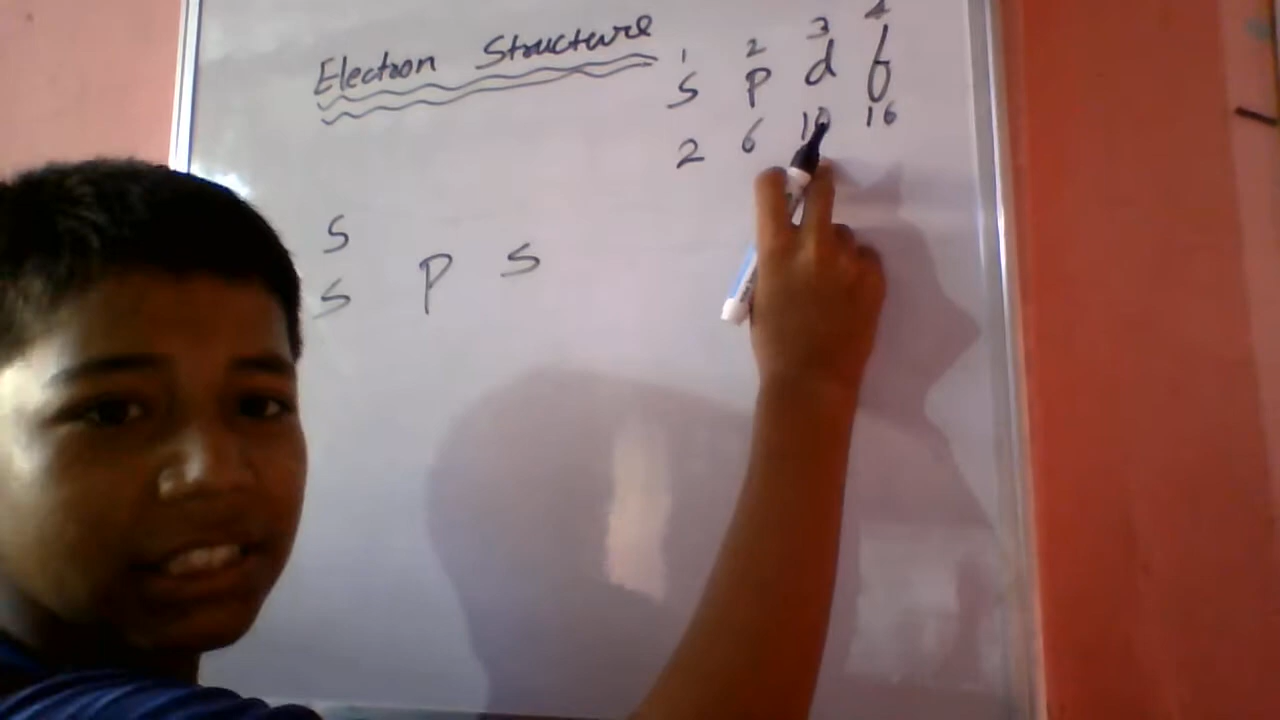 Electron Structure
1 2 3 4
s p d f
2 6 10 16
s
s p s